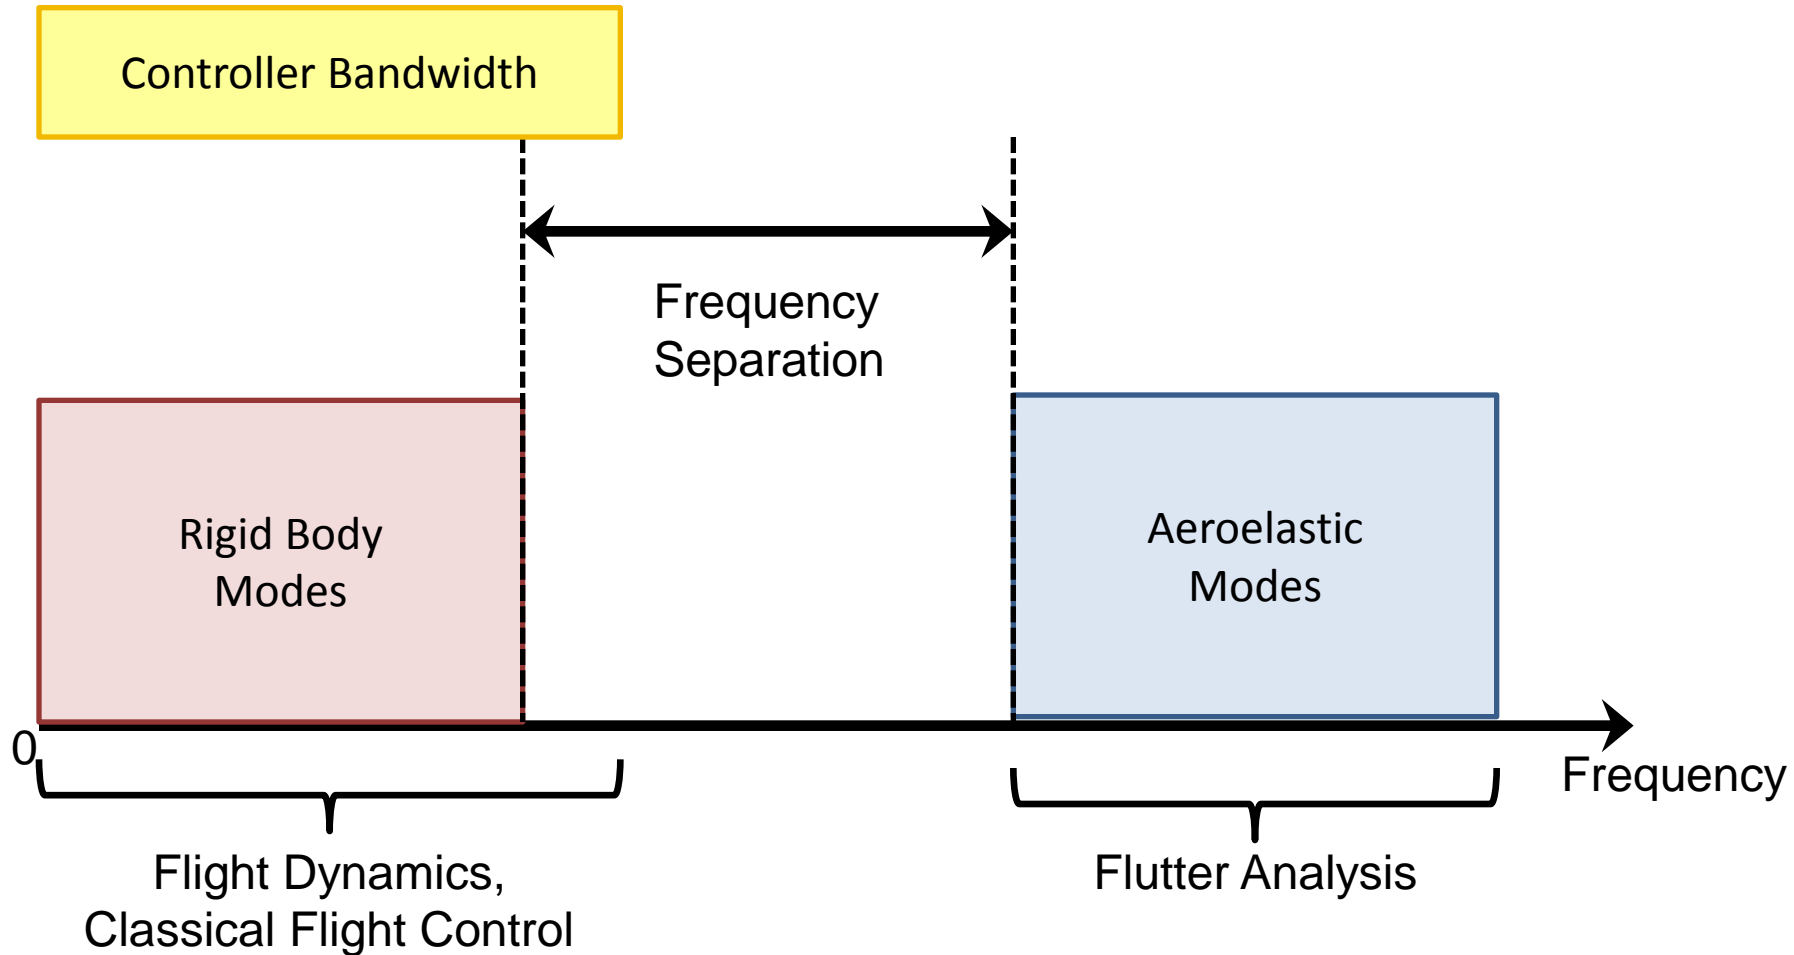 Controller Bandwidth
Frequency
Separation
Rigid Body
Modes
Aeroelastic
Modes
0
Frequency
Flight Dynamics,
Classical Flight Control
Flutter Analysis